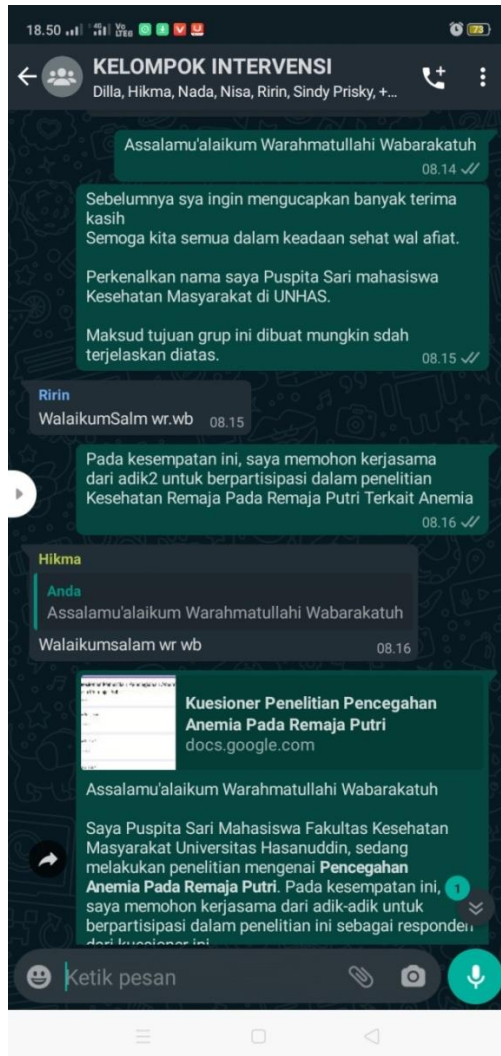 18.50
73
KELOMPOK INTERVENSI
Dilla, Hikma, Nada, Nisa, Ririn, Sindy Prisky, +...
Assalamu'alaikum Warahmatullahi Wabarakatuh
08.14
Sebelumnya sya ingin mengucapkan banyak terima
kasih
Semoga kita semua dalam keadaan sehat wal afiat.
Perkenalkan nama saya Puspita Sari mahasiswa
Kesehatan Masyarakat di UNHAS.
Maksud tujuan grup ini dibuat mungkin sdah
terjelaskan diatas.
08.15
Ririn
WalaikumSalm wr.wb 08.15
Pada kesempatan ini, saya memohon kerjasama
dari adik2 untuk berpartisipasi dalam penelitian
Kesehatan Remaja Pada Remaja Putri Terkait Anemia
08.16
Hikma
Anda
Assalamu'alaikum Warahmatullahi Wabarakatuh
Walaikumsalam wr wb 08.16
Kuesioner Penelitian Pencegahan
Anemia Pada Remaja Putri
docs.google.com
Assalamu'alaikum Warahmatullahi Wabarakatuh
Saya Puspita Sari Mahasiswa Fakultas Kesehatan
Masyarakat Universitas Hasanuddin, sedang
melakukan penelitian mengenai Pencegahan
Anemia Pada Remaja Putri. Pada kesempatan ini,
1
saya memohon kerjasama dari adik-adik untuk
berpartisipasi dalam penelitian ini sebagai responden
dari kuesioner ini
Ketik pesan